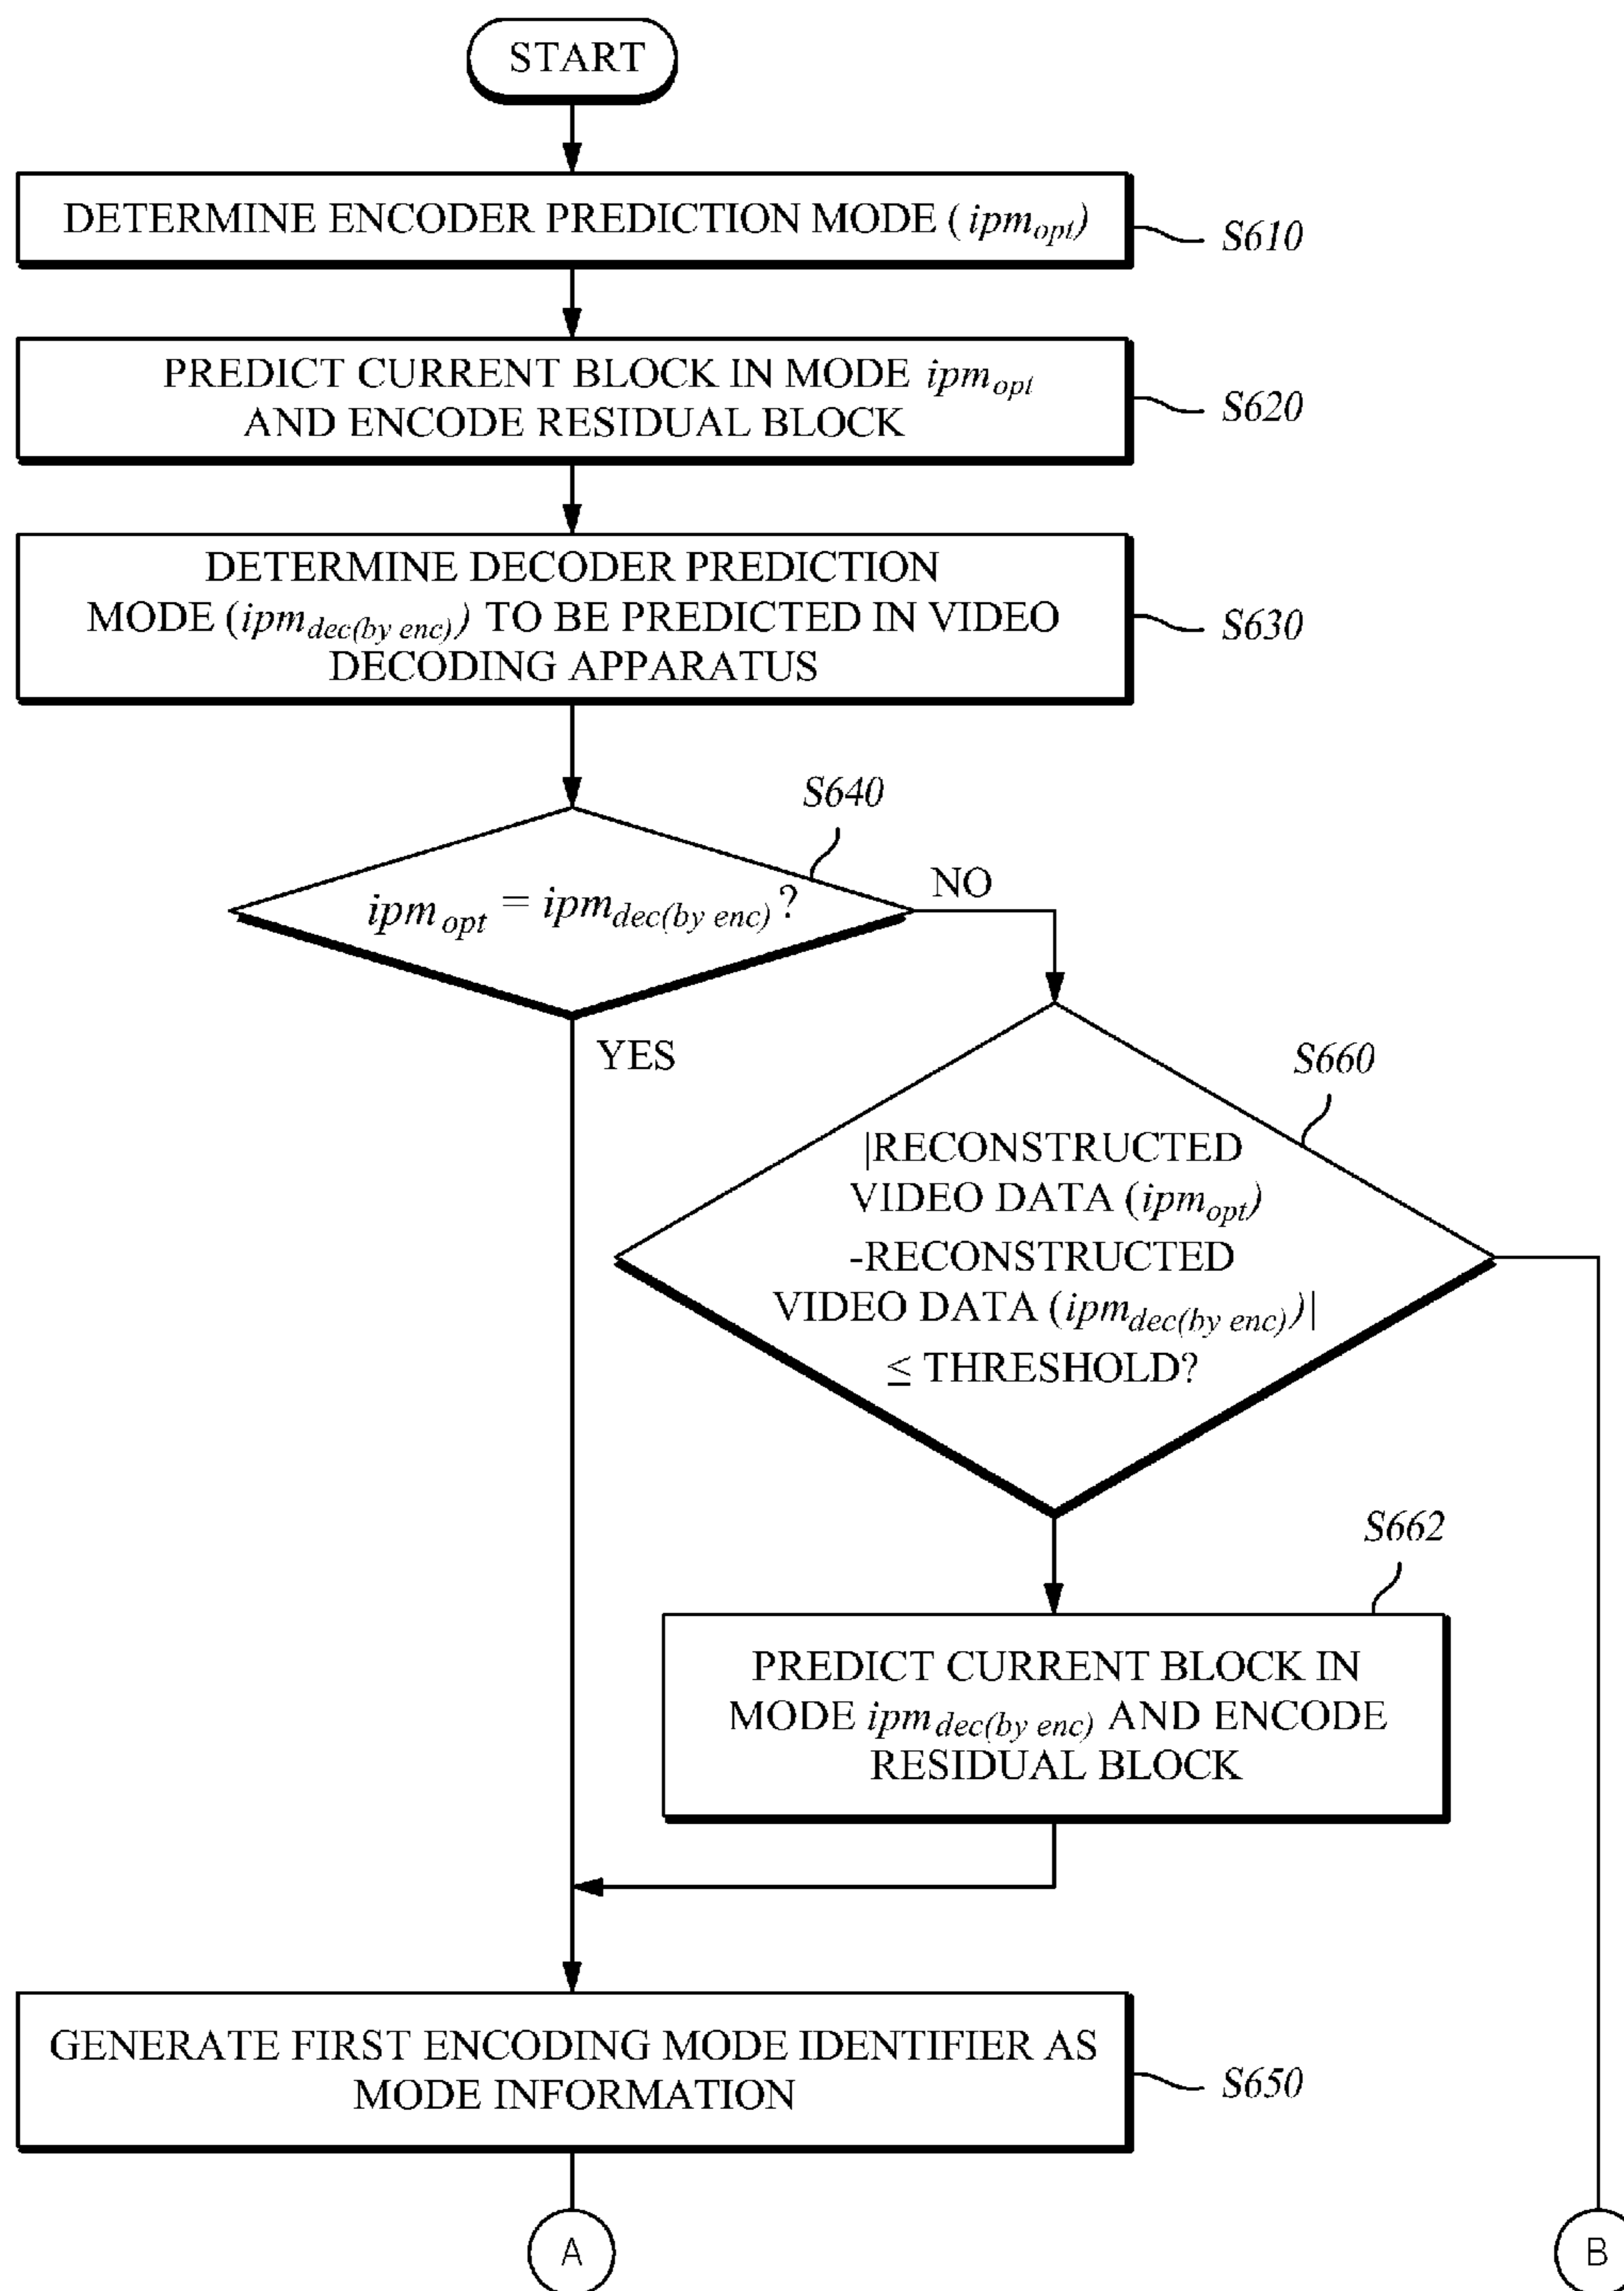 START
DETERMINE ENCODER PREDICTION MODE (ipmopt)
S610
PREDICT CURRENT BLOCK IN MODE ipmopt
AND ENCODE RESIDUAL BLOCK
S620
DETERMINE DECODER PREDICTION
MODE (ipmdec(by enc)) TO BE PREDICTED IN VIDEO
DECODING APPARATUS
S630
S640
ipmopt = ipmdec(by enc)?
NO
YES
S660
|RECONSTRUCTED
VIDEO DATA (ipmopt)
-RECONSTRUCTED
VIDEO DATA (ipmdec(by enc))|
≤ THRESHOLD?
S662
PREDICT CURRENT BLOCK IN
MODE ipmdec(by enc) AND ENCODE
RESIDUAL BLOCK
GENERATE FIRST ENCODING MODE IDENTIFIER AS
MODE INFORMATION
S650
A
B